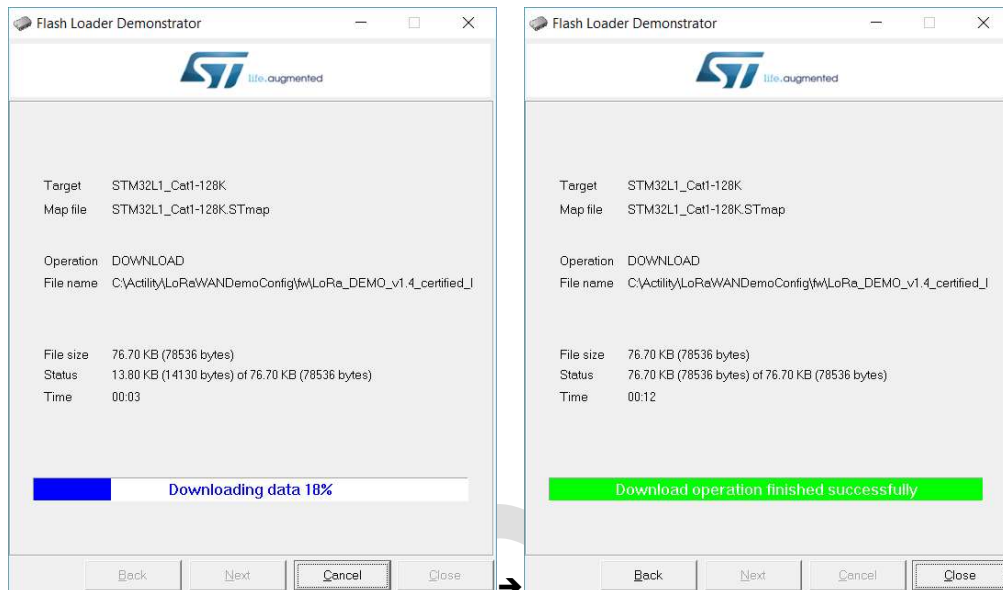 Flash Loader Demonstrator
ST life.augmented
Target STM32L1_Cat1-128K
Map file STM32L1_Cat1-128K.STmap
Operation DOWNLOAD
File name C:\Actility\LoRaWANDemoConfig\fw\LoRa_DEMO_v1.4_certified_l
File size 76.70 KB (78536 bytes)
Status 13.80 KB (14130 bytes) of 76.70 KB (78536 bytes)
Time 00:03
Downloading data 18%
Back Next Cancel Close
➔
Flash Loader Demonstrator
ST life.augmented
Target STM32L1_Cat1-128K
Map file STM32L1_Cat1-128K.STmap
Operation DOWNLOAD
File name C:\Actility\LoRaWANDemoConfig\fw\LoRa_DEMO_v1.4_certified_l
File size 76.70 KB (78536 bytes)
Status 76.70 KB (78536 bytes) of 76.70 KB (78536 bytes)
Time 00:12
Download operation finished successfully
Back Next Cancel Close